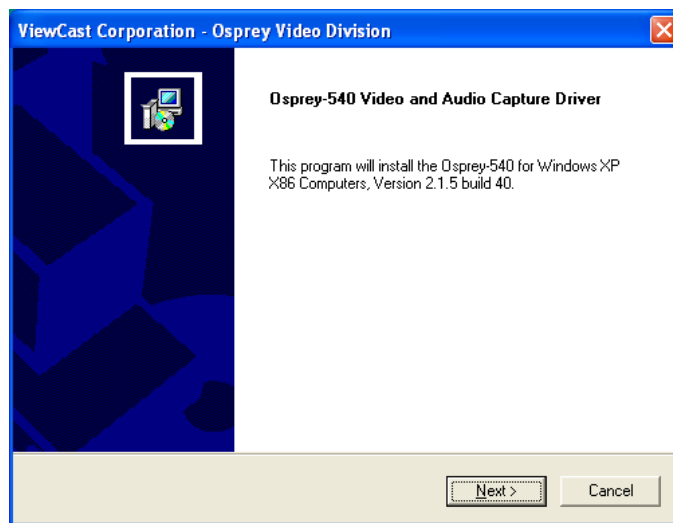 ViewCast Corporation - Osprey Video Division
Osprey-540 Video and Audio Capture Driver
This program will install the Osprey-540 for Windows XP
X86 Computers, Version 2.1.5 build 40.
Next >
Cancel